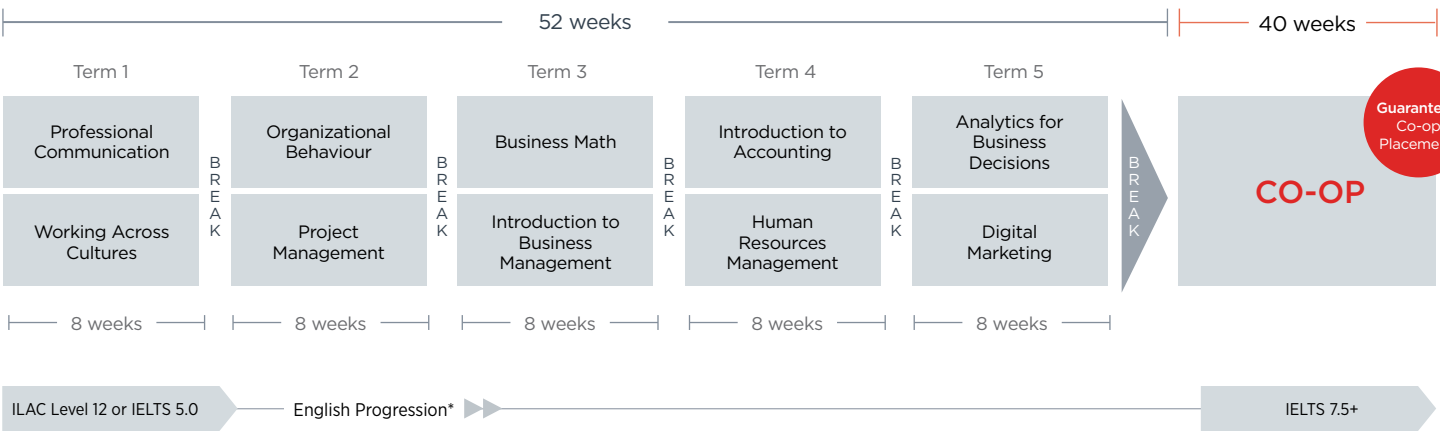 52 weeks
40 weeks
Term 1
Term 2
Term 3
Term 4
Term 5
Professional
Communication
Organizational
Behaviour
Business Math
Introduction to
Accounting
Analytics for
Business
Decisions
Working Across
Cultures
Project
Management
Introduction to
Business
Management
Human
Resources
Management
Digital
Marketing
BREAK
BREAK
BREAK
BREAK
BREAK
CO-OP
Guarante
Co-op
Placeme
8 weeks
8 weeks
8 weeks
8 weeks
8 weeks
ILAC Level 12 or IELTS 5.0
English Progression*
IELTS 7.5+